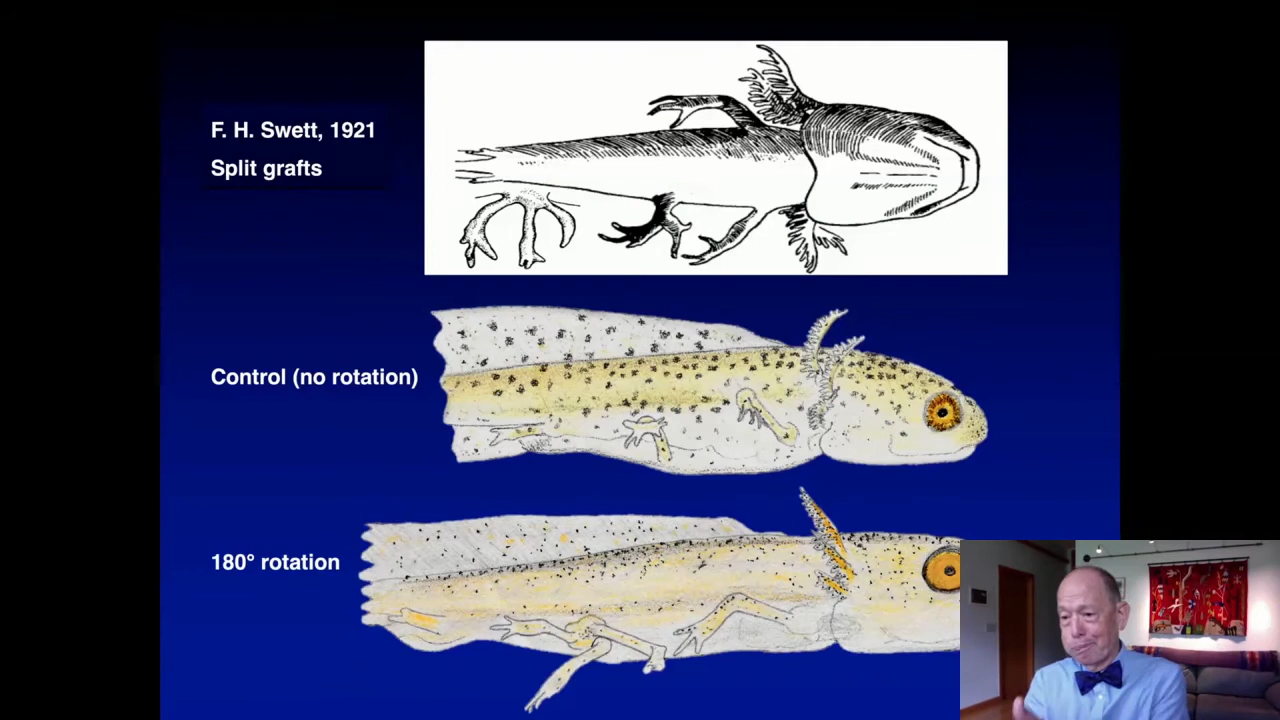 F. H. Swett, 1921
Split grafts
Control (no rotation)
180° rotation